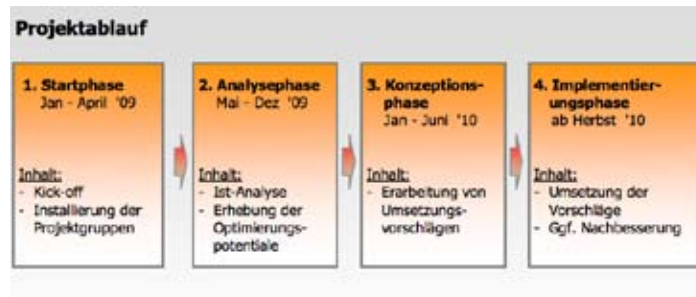 Projektablauf
1. Startphase
Jan - April '09
Inhalt:
- Kick-off
- Installierung der
Projektgruppen
2. Analysephase
Mai - Dez '09
Inhalt:
- Ist-Analyse
- Erhebung der
Optimierungs-
potentiale
3. Konzeptions-
phase
Jan - Juni '10
Inhalt:
- Erarbeitung von
Umsetzungs-
vorschlägen
4. Implementier-
ungsphase
ab Herbst '10
Inhalt:
- Umsetzung der
Vorschläge
- Ggf. Nachbesserung